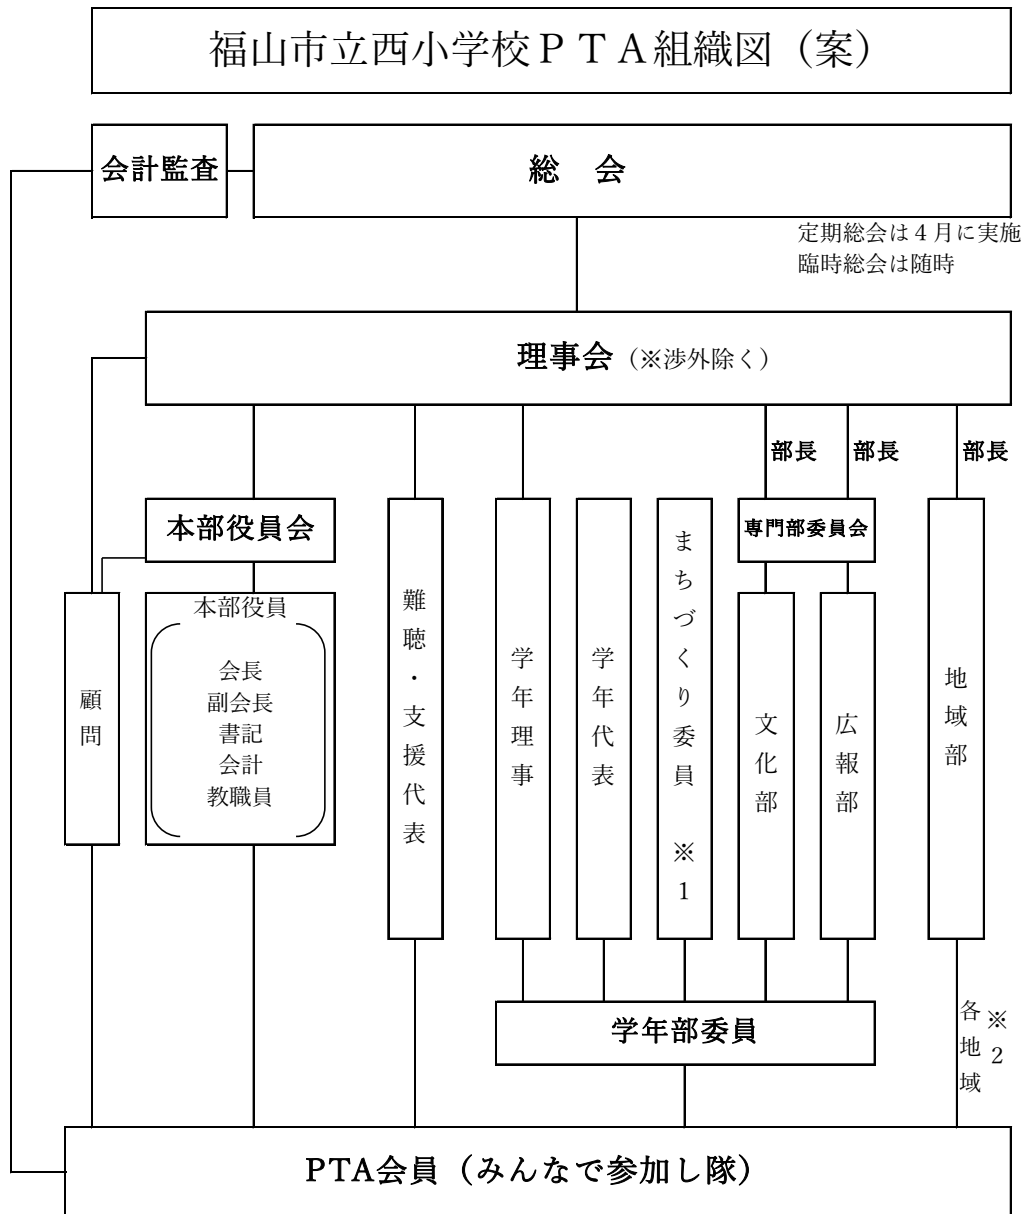 福山市立西小学校ＰＴＡ組織図（案）
会計監査
総　会
定期総会は４月に実施
臨時総会は随時
理事会（※渉外除く）
部長
部長
部長
本部役員会
専門部委員会
顧問
本部役員
会長
副会長
書記
会計
教職員
難聴・支援代表
学年理事
学年代表
まちづくり委員　※1
文化部
広報部
地域部
学年部委員
各地域
※2
PTA会員（みんなで参加し隊）